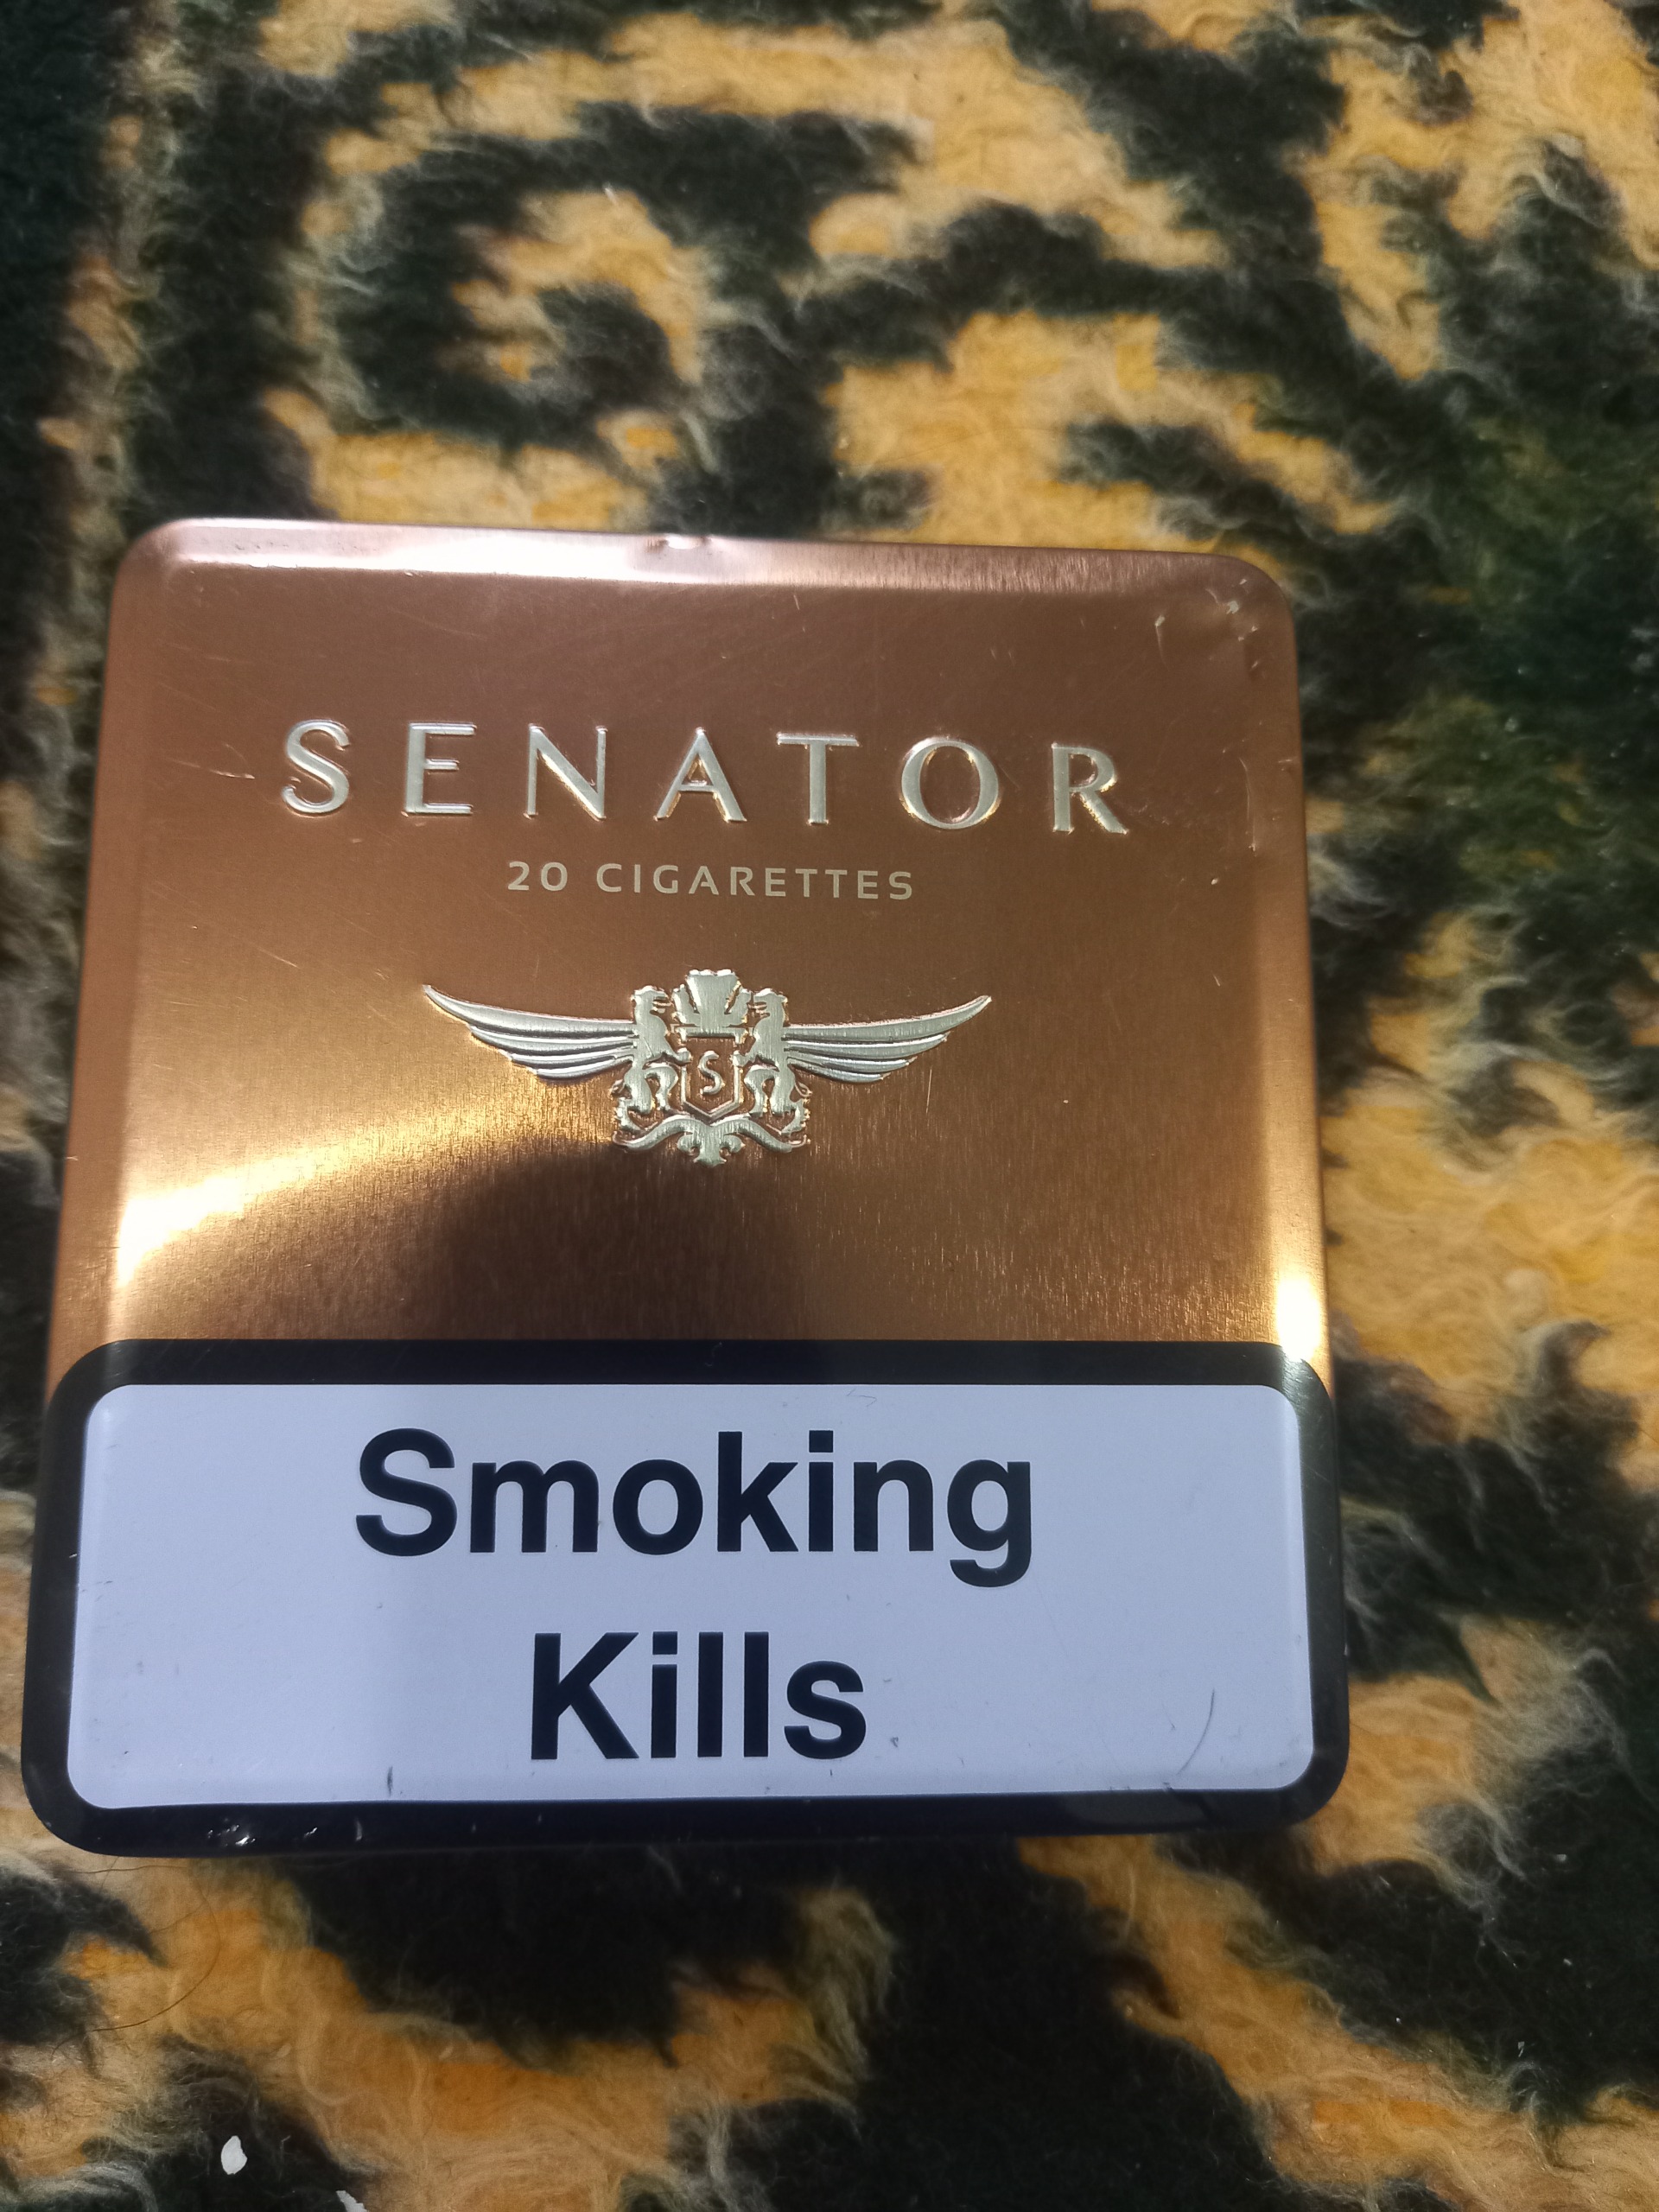 SENATOR
20 CIGARETTES
S
Smoking
Kills